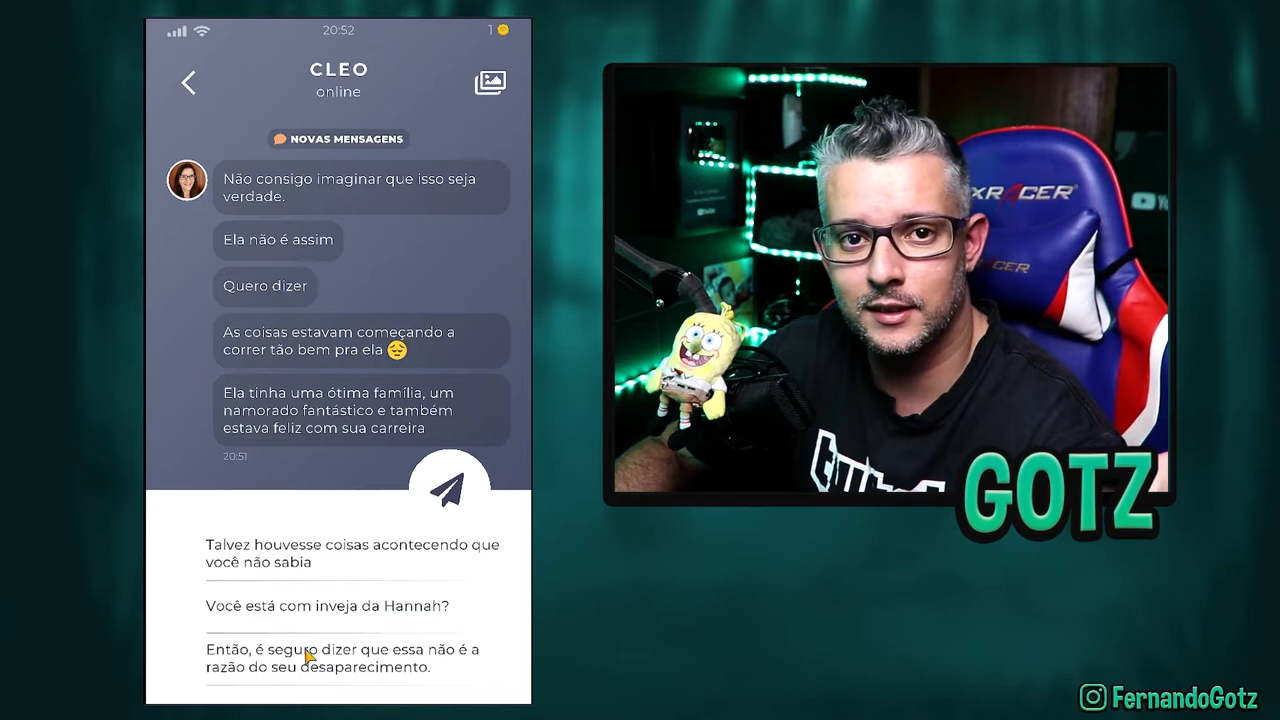 20:52
1
CLEO
online
NOVAS MENSAGENS
Não consigo imaginar que isso seja
verdade.
Ela não é assim
Quero dizer
As coisas estavam começando a
correr tão bem pra ela
Ela tinha uma ótima família, um
namorado fantástico e também
estava feliz com sua carreira
20:51
Talvez houvesse coisas acontecendo que
você não sabia
Você está com inveja da Hannah?
Então, é seguro dizer que essa não é a
razão do seu desaparecimento.
XRACER
RACER
GOTZ
FernandoGotz